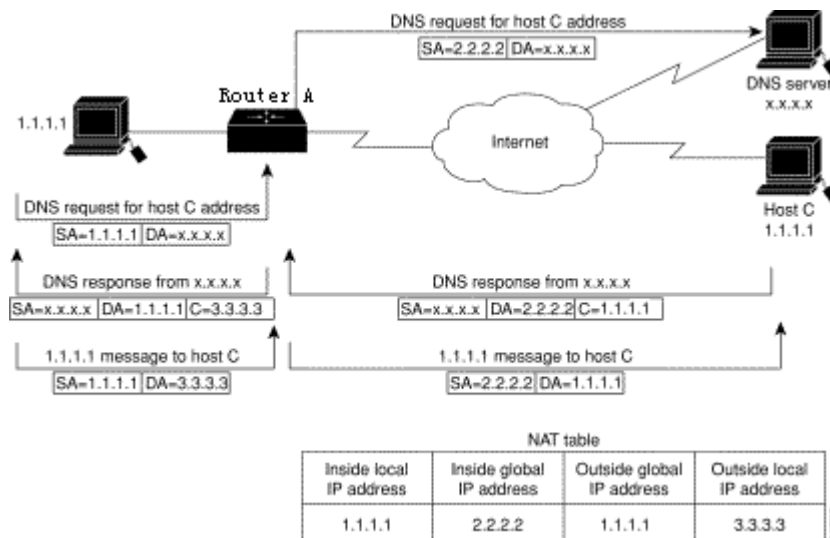 DNS request for host C address
SA=2.2.2.2 DA=x.x.x.x
DNS server
x.x.x.x
Router A
1.1.1.1
Internet
Host C
1.1.1.1
DNS request for host C address
SA=1.1.1.1 DA=x.x.x.x
DNS response from x.x.x.x
SA=x.x.x.x DA=1.1.1.1 C=3.3.3.3
DNS response from x.x.x.x
SA=x.x.x.x DA=2.2.2.2 C=1.1.1.1
1.1.1.1 message to host C
SA=1.1.1.1 DA=3.3.3.3
1.1.1.1 message to host C
SA=2.2.2.2 DA=1.1.1.1
NAT table
Inside local IP address
Inside global IP address
Outside global IP address
Outside local IP address
1.1.1.1 2.2.2.2 1.1.1.1 3.3.3.3